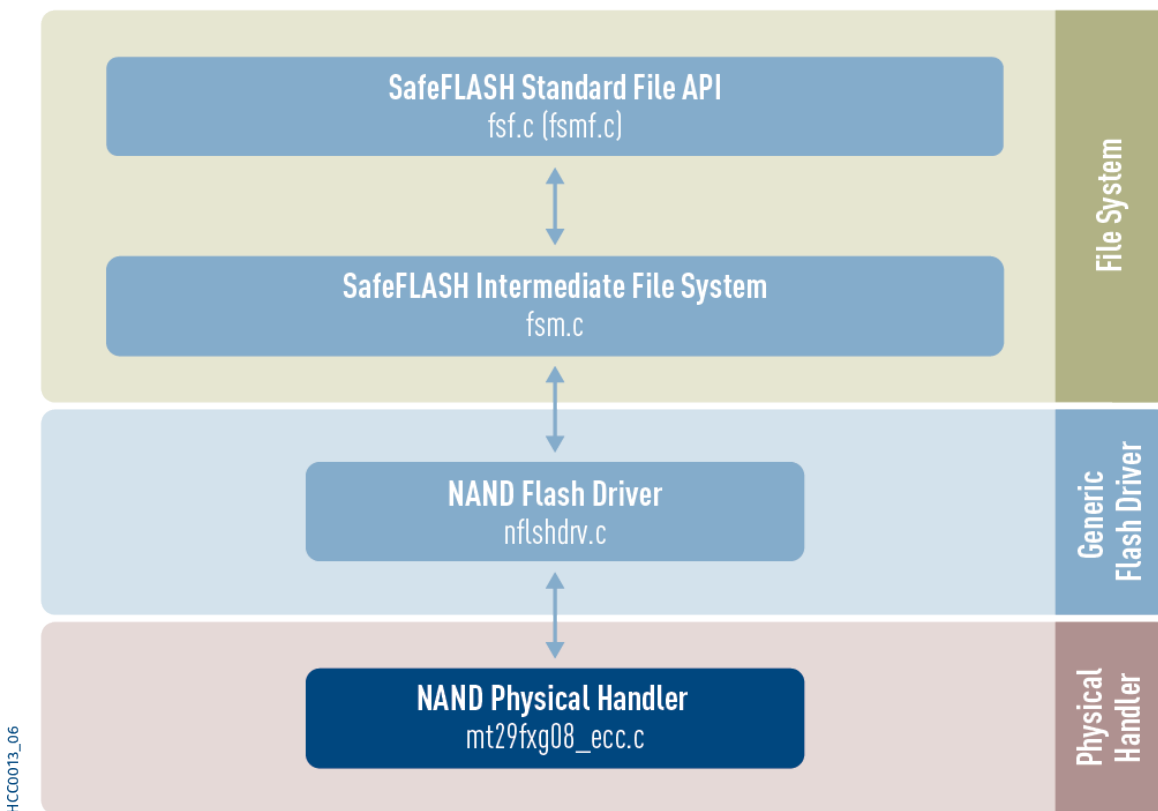 SafeFLASH Standard File API
fsf.c (fsmf.c)
File System
SafeFLASH Intermediate File System
fsm.c
NAND Flash Driver
nflshdrv.c
Generic
Flash Driver
NAND Physical Handler
mt29fxg08_ecc.c
Physical
Handler
HCC0013_06